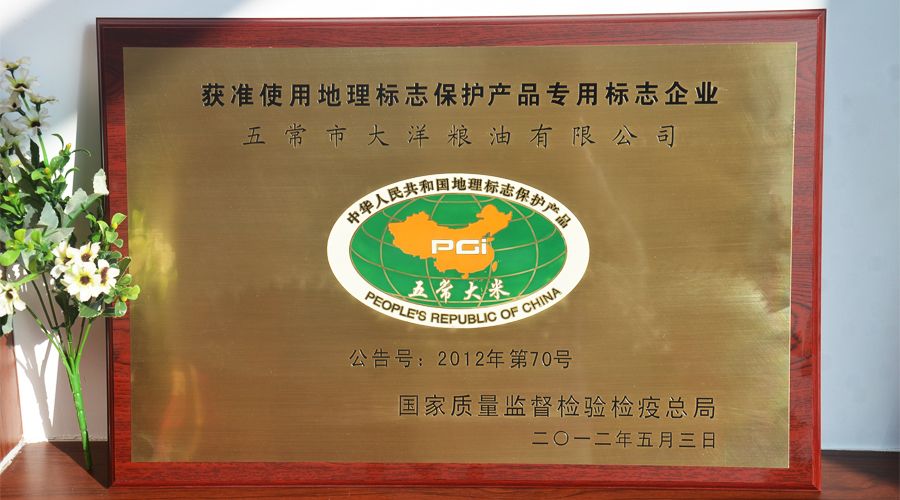 获准使用地理标志保护产品专用标志企业
五常市大洋粮油有限公司
中华人民共和国地理标志保护产品
PGi
五常大米
PEOPLE'S REPUBLIC OF CHINA
公告号：2012年第70号
国家质量监督检验检疫总局
二〇一二年五月三日